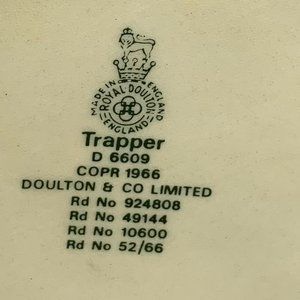 MADE IN ENGLAND
ROYAL DOULTON
ENGLAND
Trapper
D 6609
COPR 1966
DOULTON & CO LIMITED
Rd No 924808
Rd No 49144
Rd No 10600
Rd No 52/66